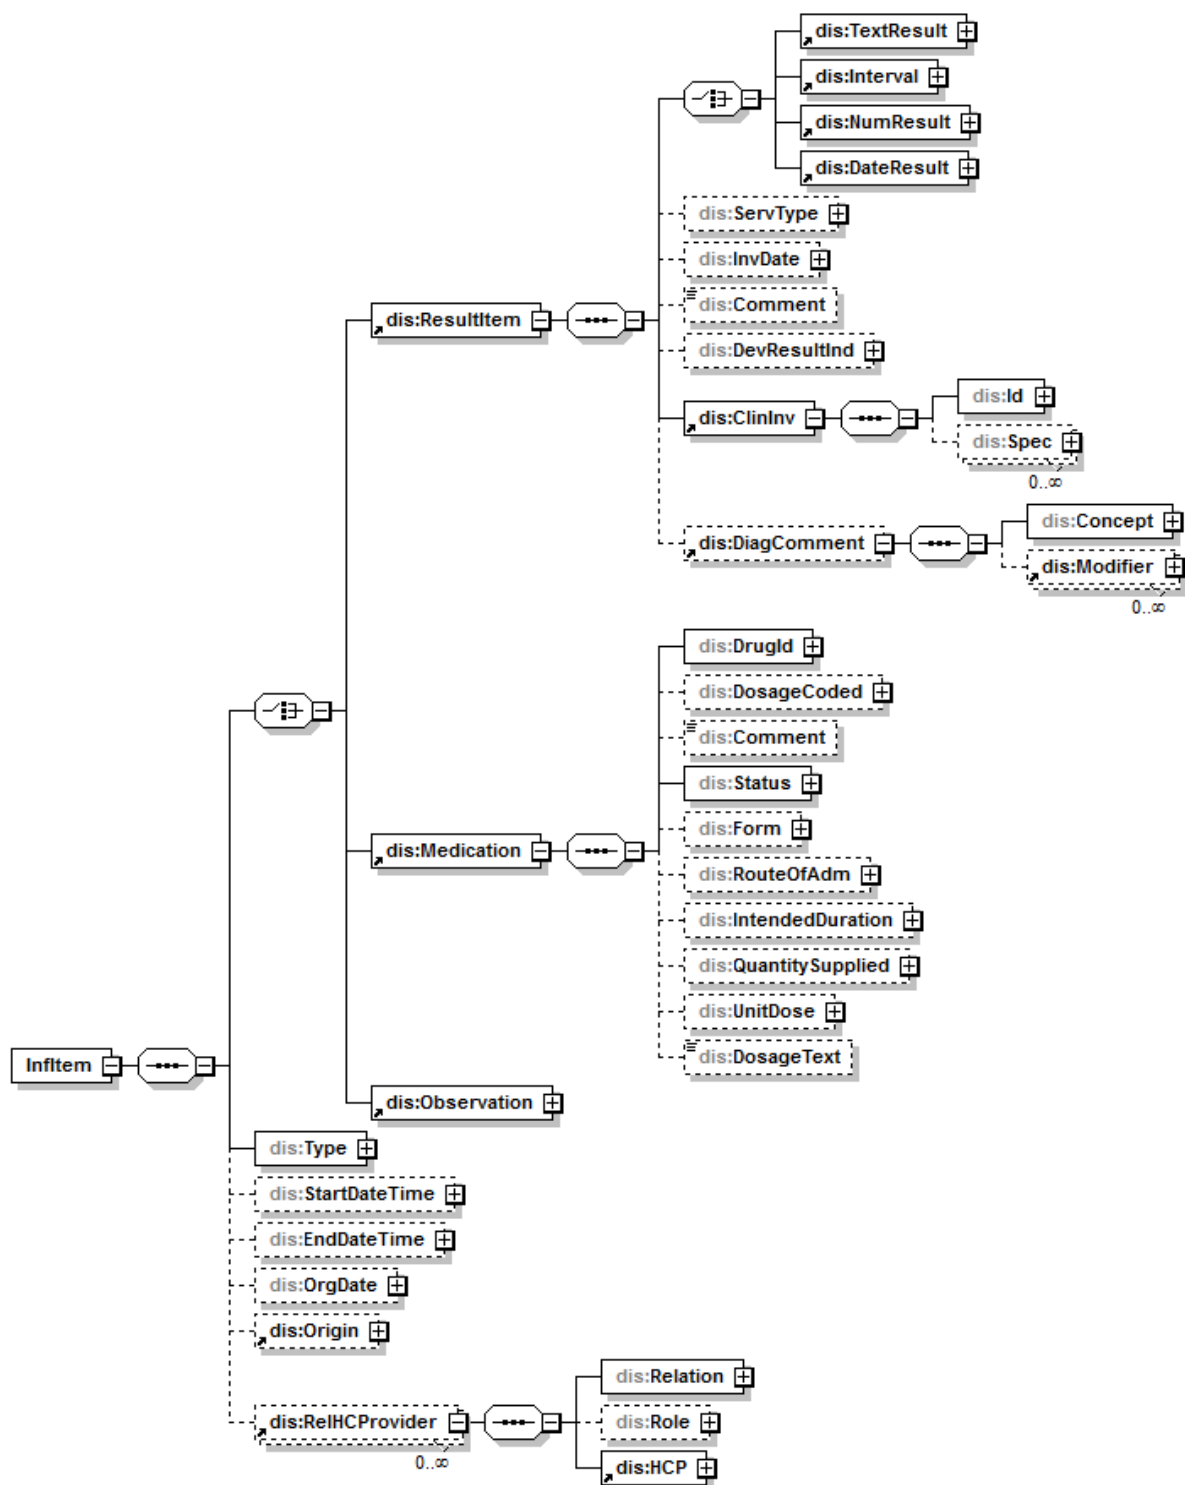 dis:TextResult
dis:Interval
dis:NumResult
dis:DateResult
dis:ServType
dis:InvDate
dis:Comment
dis:ResultItem
dis:DevResultInd
dis:ClinInv
dis:Id
dis:Spec
0..∞
dis:DiagComment
dis:Concept
dis:Modifier
0..∞
dis:DrugId
dis:DosageCoded
dis:Comment
dis:Status
dis:Form
dis:Medication
dis:RouteOfAdm
dis:IntendedDuration
dis:QuantitySupplied
dis:UnitDose
dis:DosageText
InfItem
dis:Observation
dis:Type
dis:StartDateTime
dis:EndDateTime
dis:OrgDate
dis:Origin
dis:RelHCProvider
0..∞
dis:Relation
dis:Role
dis:HCP